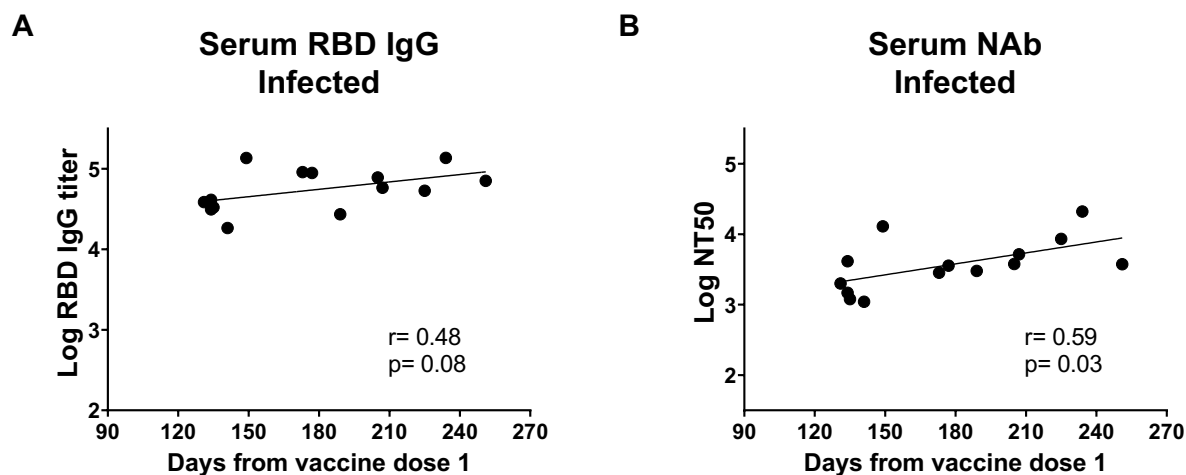 A
Serum RBD IgG
Infected
Log RBD IgG titer
5
4
3
2
90 120 150 180 210 240 270
Days from vaccine dose 1
r= 0.48
p= 0.08
B
Serum NAb
Infected
Log NT50
5
4
3
2
90 120 150 180 210 240 270
Days from vaccine dose 1
r= 0.59
p= 0.03